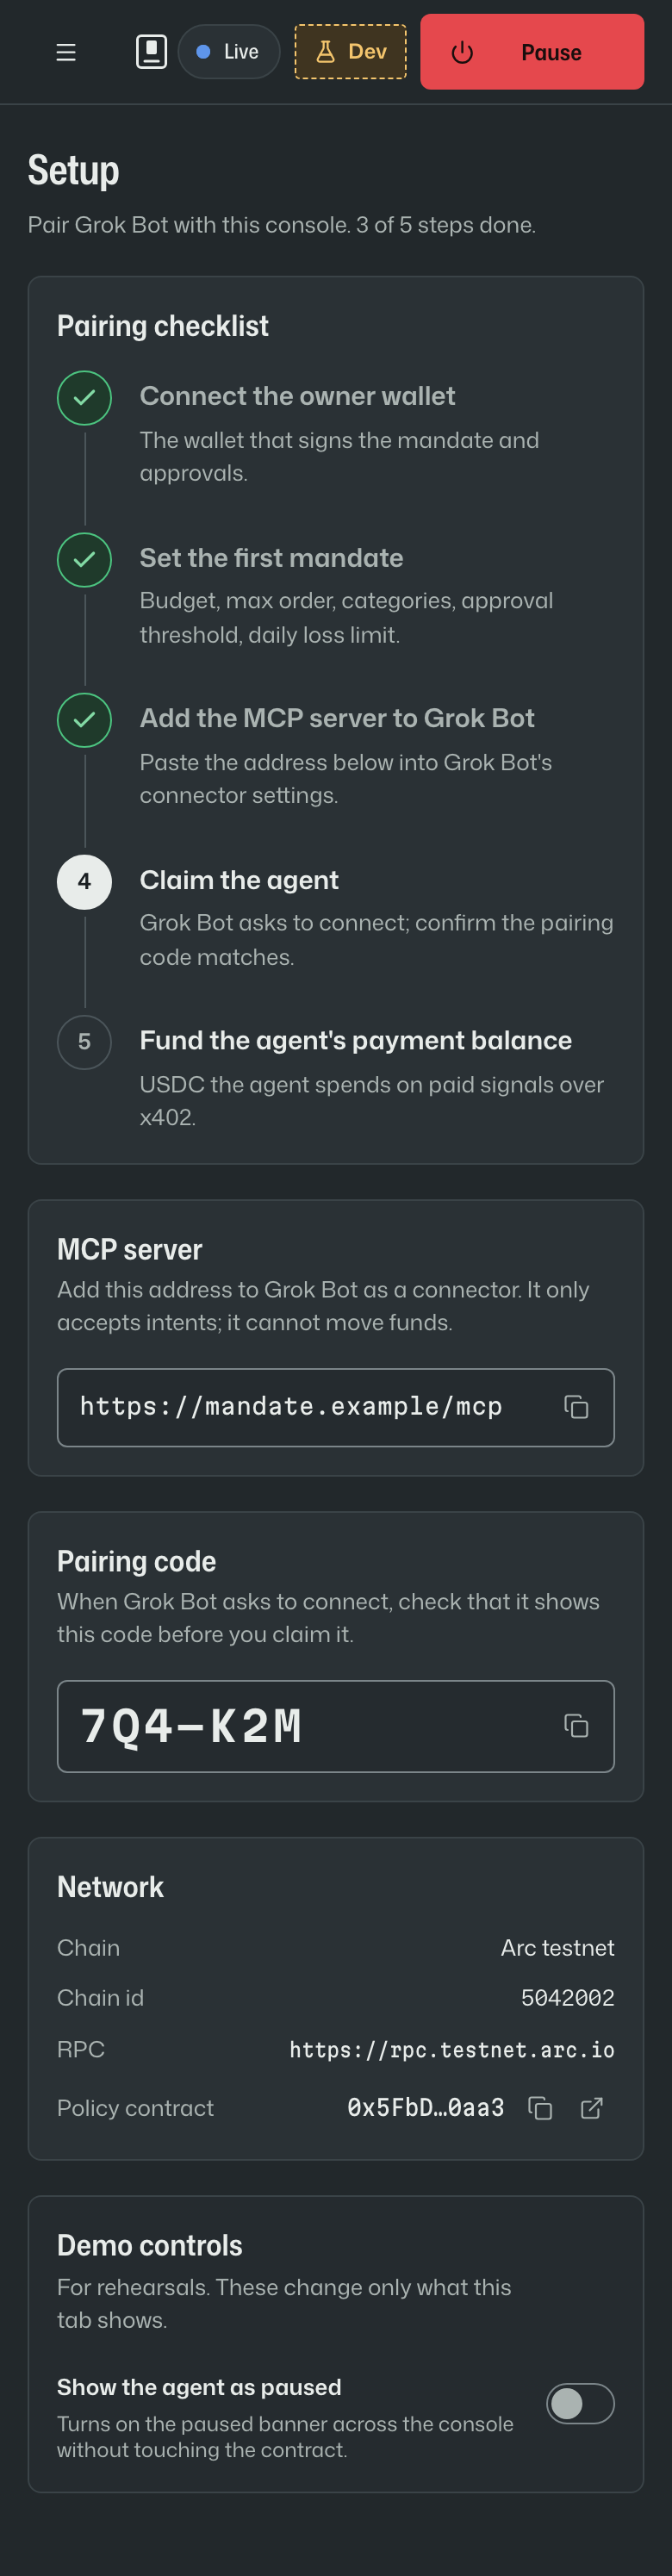 Live
Dev
Pause
Setup
Pair Grok Bot with this console. 3 of 5 steps done.
Pairing checklist
Connect the owner wallet
The wallet that signs the mandate and
approvals.
Set the first mandate
Budget, max order, categories, approval
threshold, daily loss limit.
Add the MCP server to Grok Bot
Paste the address below into Grok Bot's
connector settings.
4
Claim the agent
Grok Bot asks to connect; confirm the pairing
code matches.
5
Fund the agent's payment balance
USDC the agent spends on paid signals over
x402.
MCP server
Add this address to Grok Bot as a connector. It only
accepts intents; it cannot move funds.
https://mandate.example/mcp
Pairing code
When Grok Bot asks to connect, check that it shows
this code before you claim it.
7Q4-K2M
Network
Chain
Arc testnet
Chain id
5042002
RPC
https://rpc.testnet.arc.io
Policy contract
0x5FbD…0aa3
Demo controls
For rehearsals. These change only what this
tab shows.
Show the agent as paused
Turns on the paused banner across the console
without touching the contract.